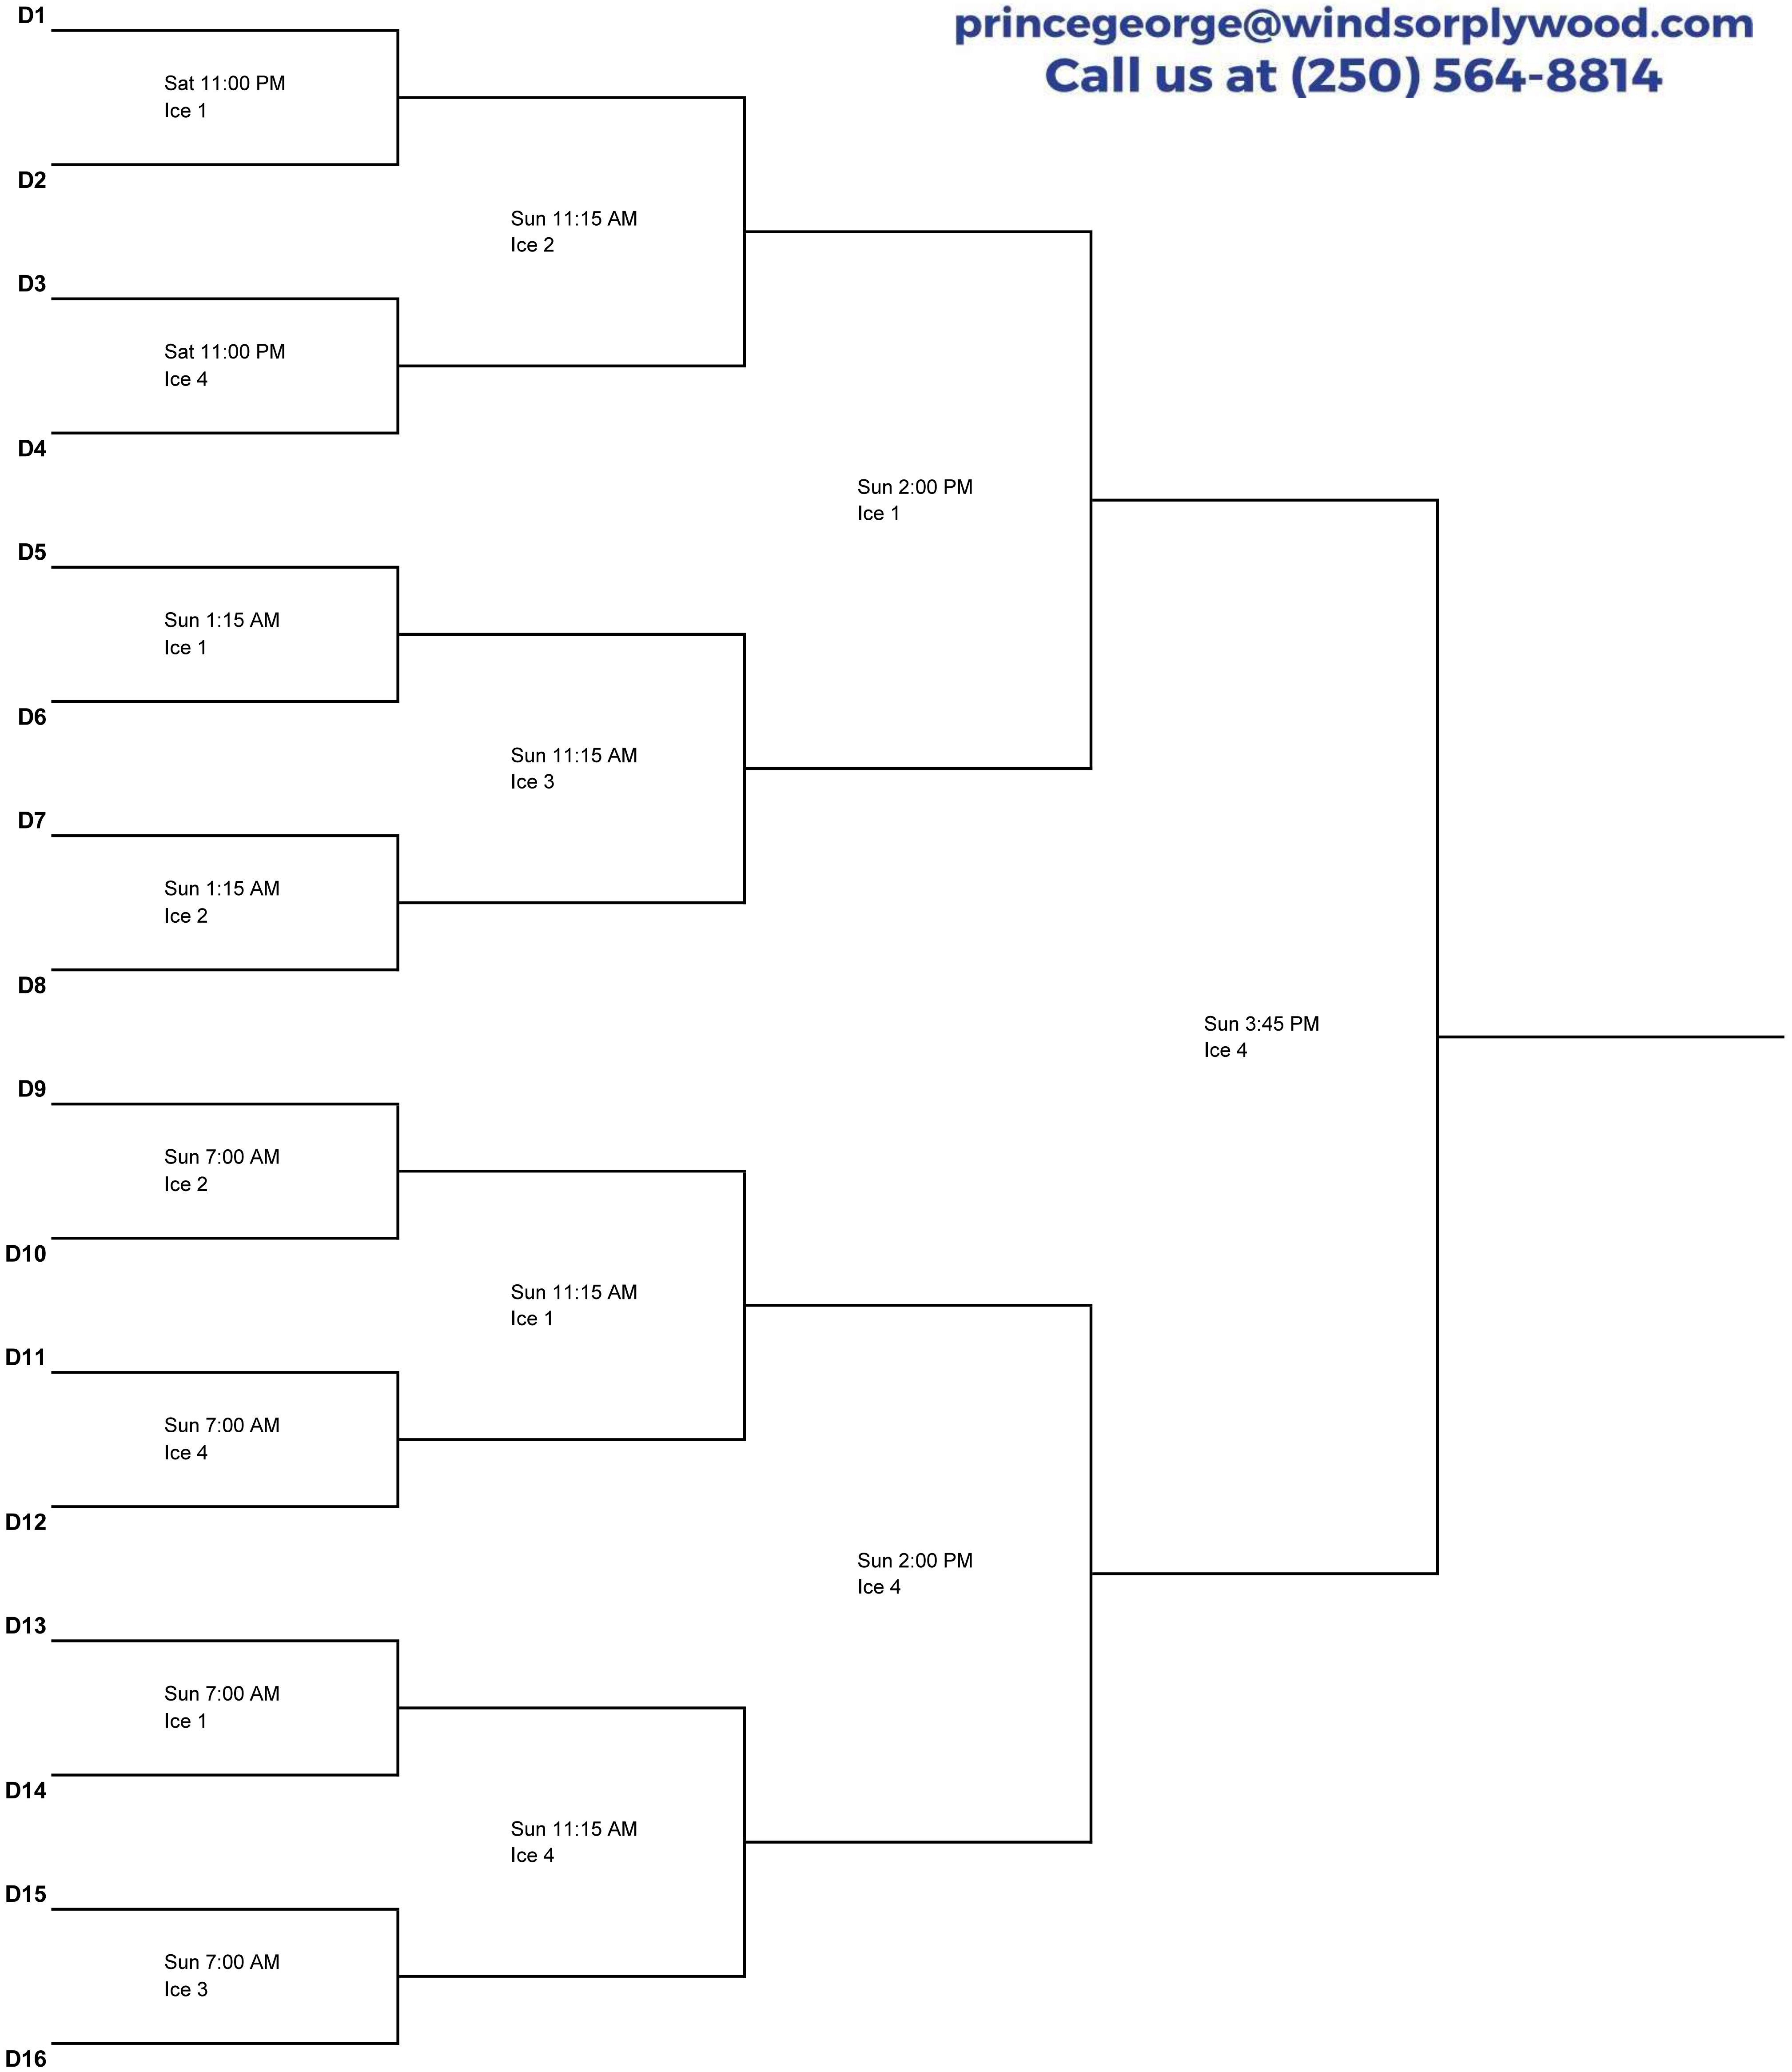 D1
princegeorge@windsorplywood.com
Call us at (250) 564-8814
Sat 11:00 PM
Ice 1
D2
Sun 11:15 AM
Ice 2
D3
Sat 11:00 PM
Ice 4
D4
Sun 2:00 PM
Ice 1
D5
Sun 1:15 AM
Ice 1
D6
Sun 11:15 AM
Ice 3
D7
Sun 1:15 AM
Ice 2
D8
Sun 3:45 PM
Ice 4
D9
Sun 7:00 AM
Ice 2
D10
Sun 11:15 AM
Ice 1
D11
Sun 7:00 AM
Ice 4
D12
Sun 2:00 PM
Ice 4
D13
Sun 7:00 AM
Ice 1
D14
Sun 11:15 AM
Ice 4
D15
Sun 7:00 AM
Ice 3
D16